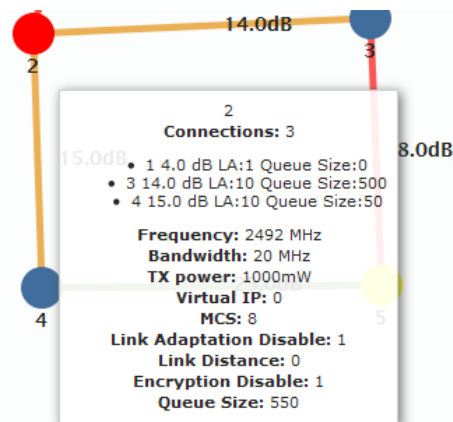 14.0dB
2
3
2
Connections: 3
15.0dB
8.0dB
1 4.0 dB LA:1 Queue Size:0
3 14.0 dB LA:10 Queue Size:500
4 15.0 dB LA:10 Queue Size:50
Frequency: 2492 MHz
Bandwidth: 20 MHz
TX power: 1000mW
Virtual IP: 0
MCS: 8
4
5
Link Adaptation Disable: 1
Link Distance: 0
Encryption Disable: 1
Queue Size: 550